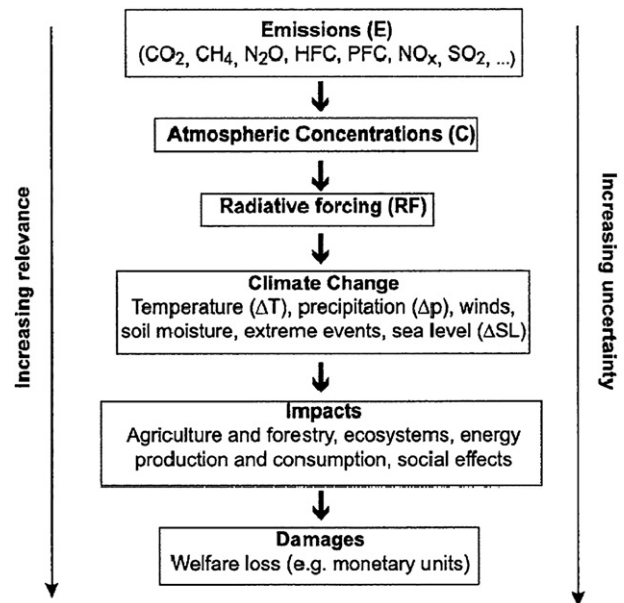 Emissions (E)
(CO₂, CH₄, N₂O, HFC, PFC, NOₓ, SO₂, ...)
Atmospheric Concentrations (C)
Radiative forcing (RF)
Climate Change
Temperature (ΔT), precipitation (Δp), winds,
soil moisture, extreme events, sea level (ΔSL)
Impacts
Agriculture and forestry, ecosystems, energy
production and consumption, social effects
Damages
Welfare loss (e.g. monetary units)
Increasing relevance
Increasing uncertainty